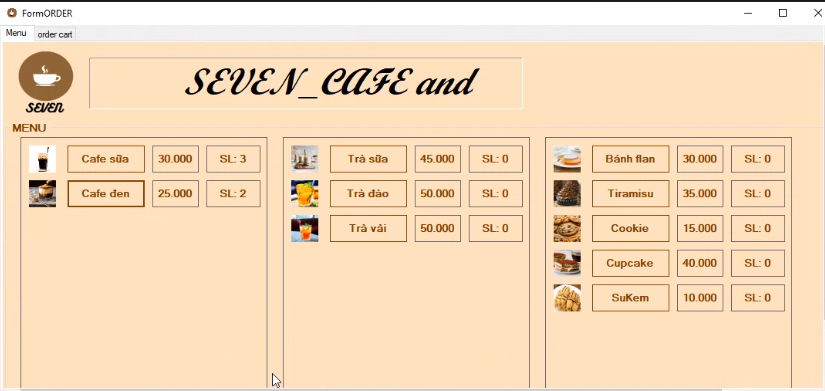 FormORDER
Menu order cart
SEVEN
SEVEN_CAFE and
MENU
Cafe sữa 30.000 SL: 3
Cafe đen 25.000 SL: 2
Trà sữa 45.000 SL: 0
Trà đào 50.000 SL: 0
Trà vải 50.000 SL: 0
Bánh flan 30.000 SL: 0
Tiramisu 35.000 SL: 0
Cookie 15.000 SL: 0
Cupcake 40.000 SL: 0
SuKem 10.000 SL: 0